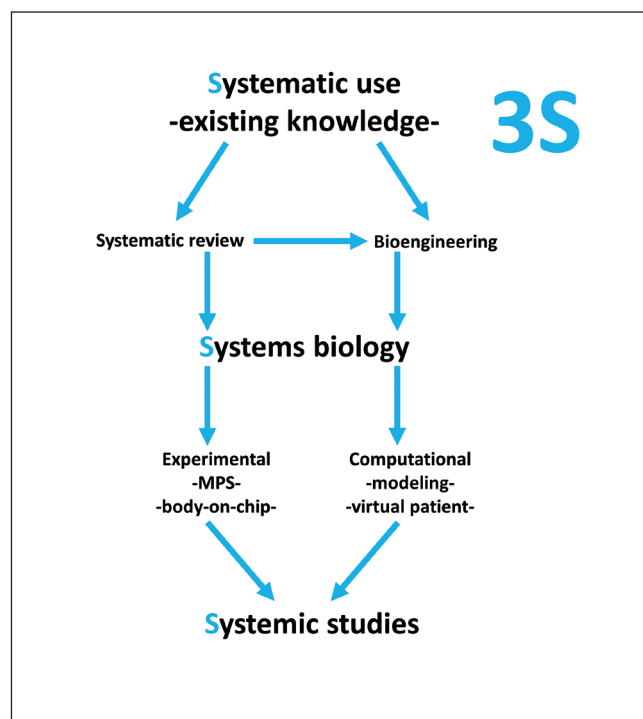 Systematic use
-existing knowledge-
3S
Systematic review
Bioengineering
Systems biology
Experimental
-MPS-
-body-on-chip-
Computational
-modeling-
-virtual patient-
Systemic studies